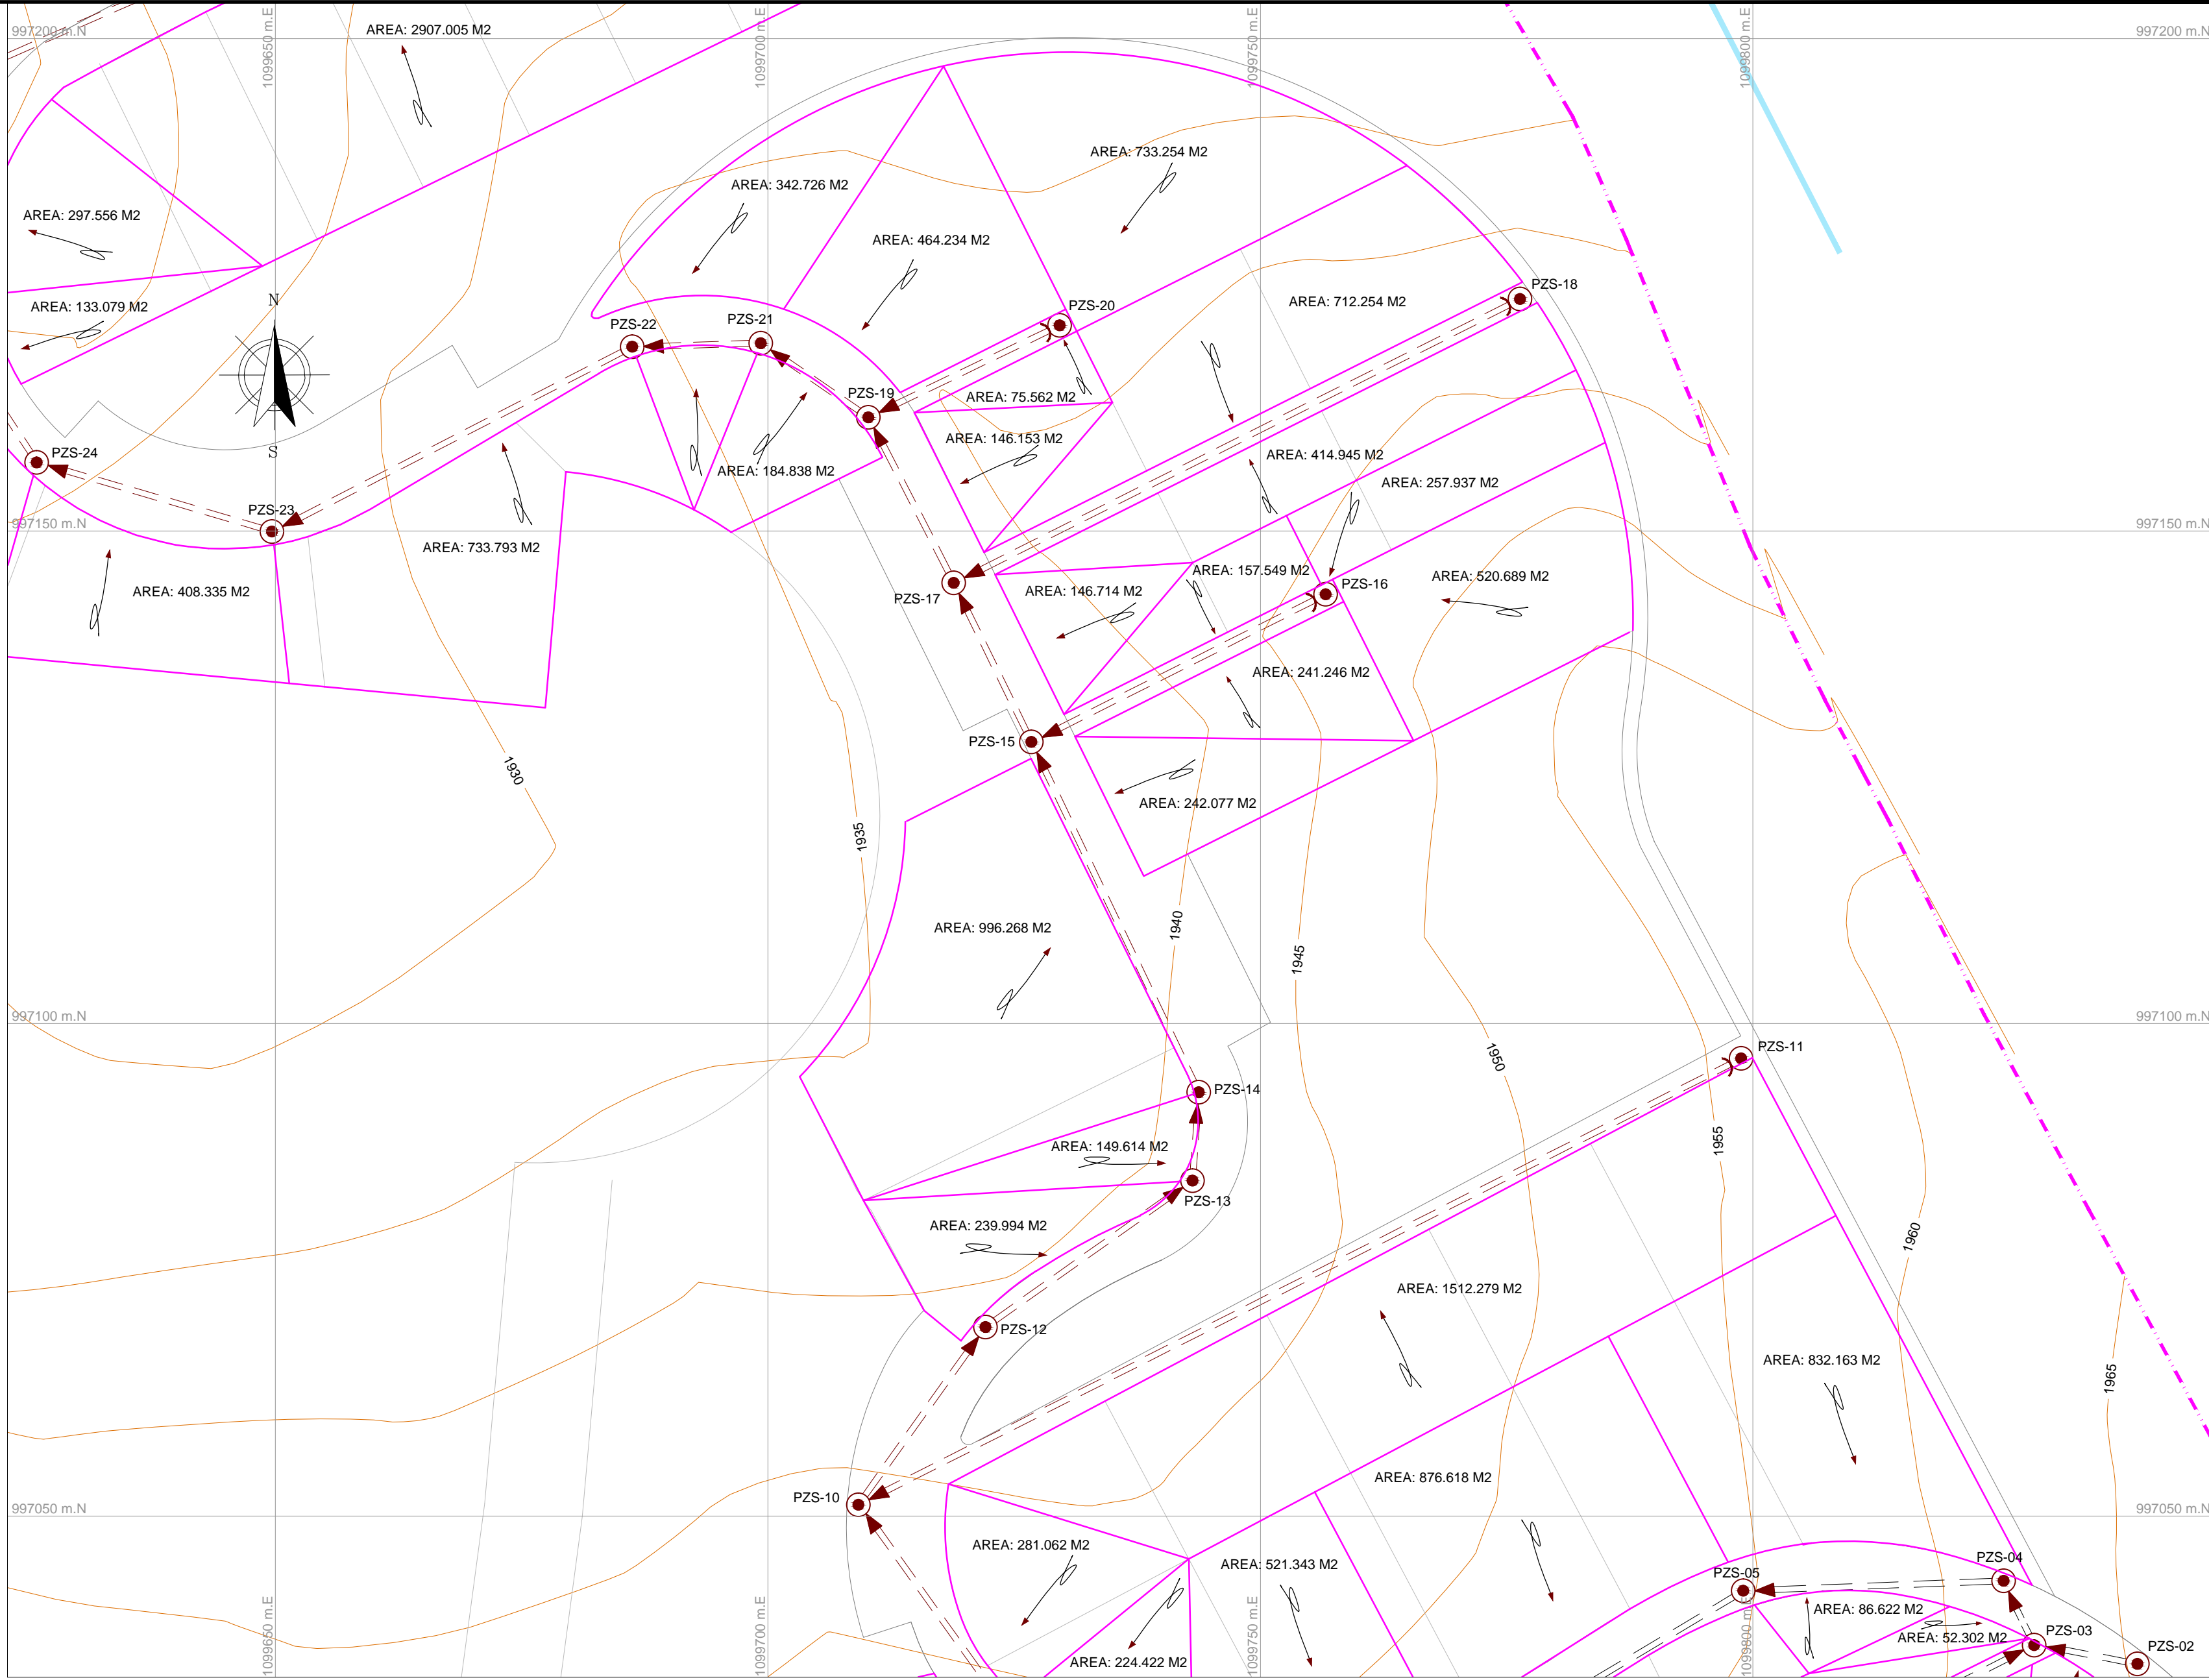 997200 m.N
1099650 m.E
AREA: 2907.005 M2
1099700 m.E
1099750 m.E
1099800 m.E
997200 m.N
AREA: 733.254 M2
AREA: 342.726 M2
AREA: 297.556 M2
AREA: 464.234 M2
AREA: 133.079 M2
N
S
PZS-18
PZS-20
AREA: 712.254 M2
PZS-22
PZS-21
PZS-19
AREA: 75.562 M2
AREA: 146.153 M2
AREA: 414.945 M2
PZS-24
AREA: 184.838 M2
AREA: 257.937 M2
PZS-23
997150 m.N
997150 m.N
AREA: 733.793 M2
AREA: 408.335 M2
PZS-17
AREA: 157.549 M2
AREA: 146.714 M2
PZS-16
AREA: 520.689 M2
AREA: 241.246 M2
PZS-15
1930
AREA: 242.077 M2
1935
AREA: 996.268 M2
1940
1945
997100 m.N
997100 m.N
1950
PZS-11
PZS-14
1955
AREA: 149.614 M2
PZS-13
AREA: 239.994 M2
1960
AREA: 1512.279 M2
PZS-12
AREA: 832.163 M2
1965
AREA: 876.618 M2
PZS-10
997050 m.N
997050 m.N
AREA: 281.062 M2
AREA: 521.343 M2
PZS-04
PZS-05
AREA: 86.622 M2
AREA: 52.302 M2
PZS-03
PZS-02
AREA: 224.422 M2
1099650 m.E
1099700 m.E
1099750 m.E
1099800 m.E